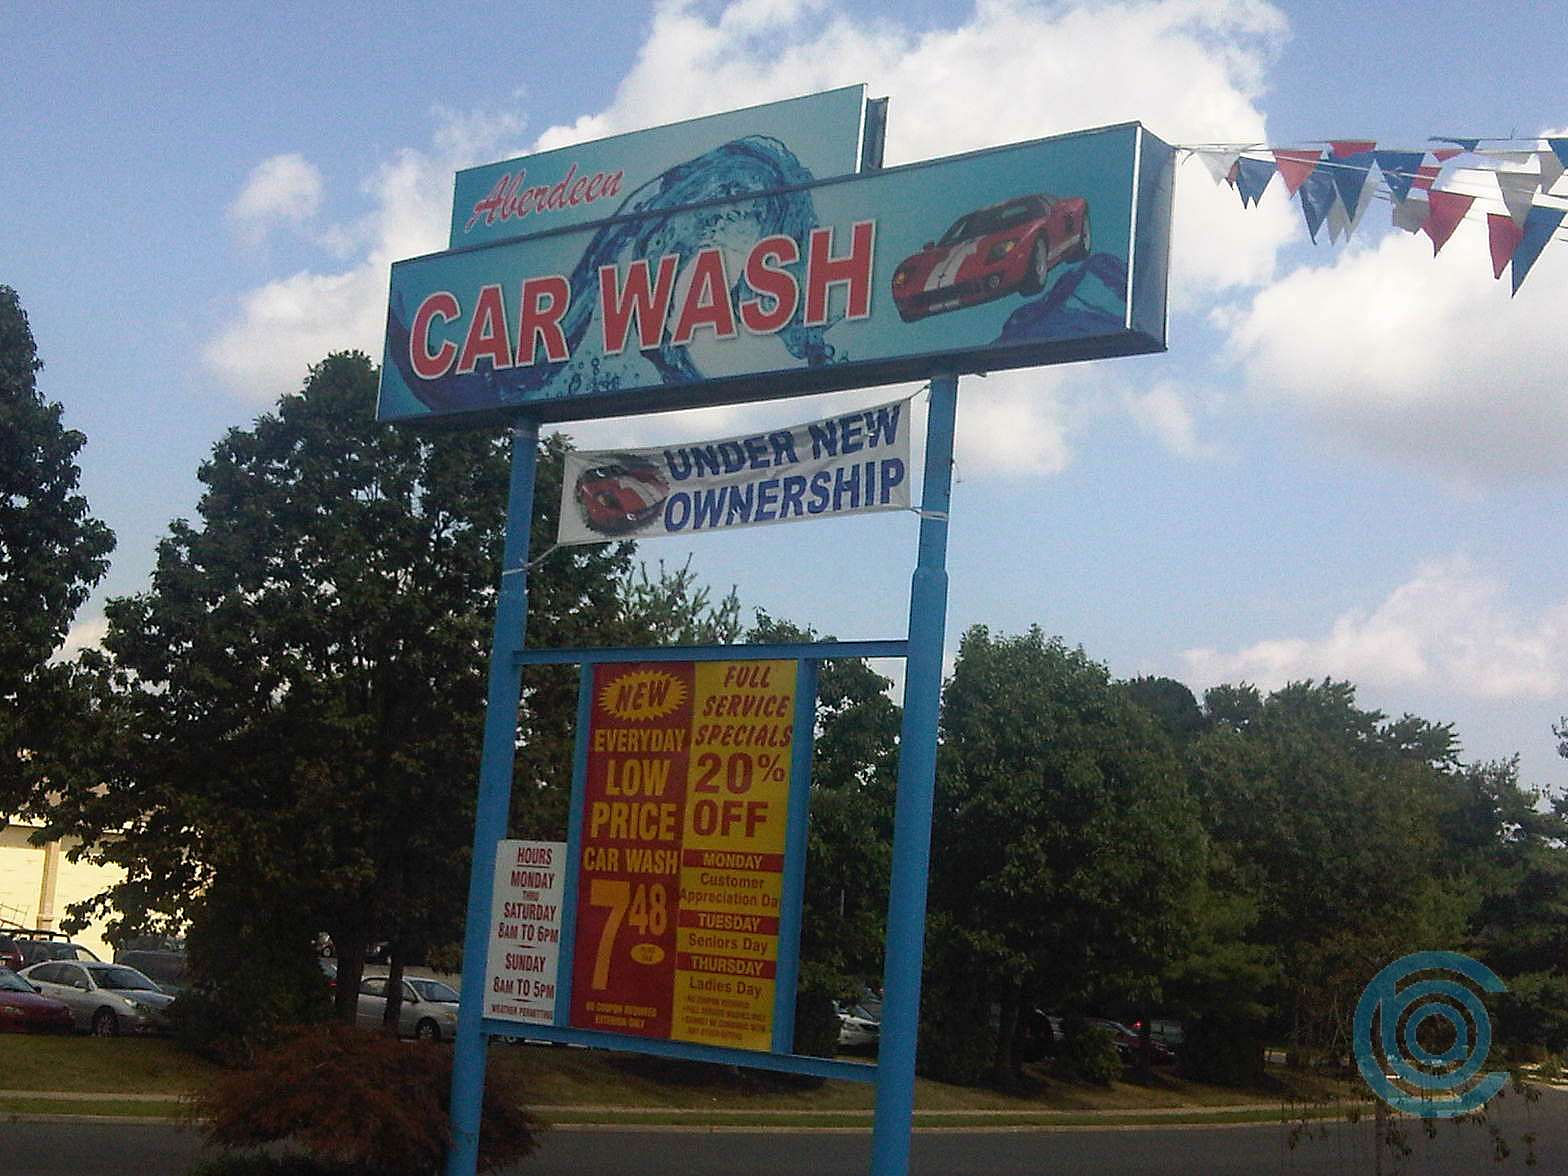 Aberdeen
CAR WASH
UNDER NEW
OWNERSHIP
NEW
EVERYDAY
LOW
PRICE
CAR WASH
7 48
FULL
SERVICE
SPECIALS
20%
OFF
MONDAY
Customer
Appreciation Da
TUESDAY
Seniors Day
THURSDAY
Ladies Day
HOURS
MONDAY
THRU
SATURDAY
8AM TO 6PM
SUNDAY
8AM TO 5PM
WEATHER PERMITTING